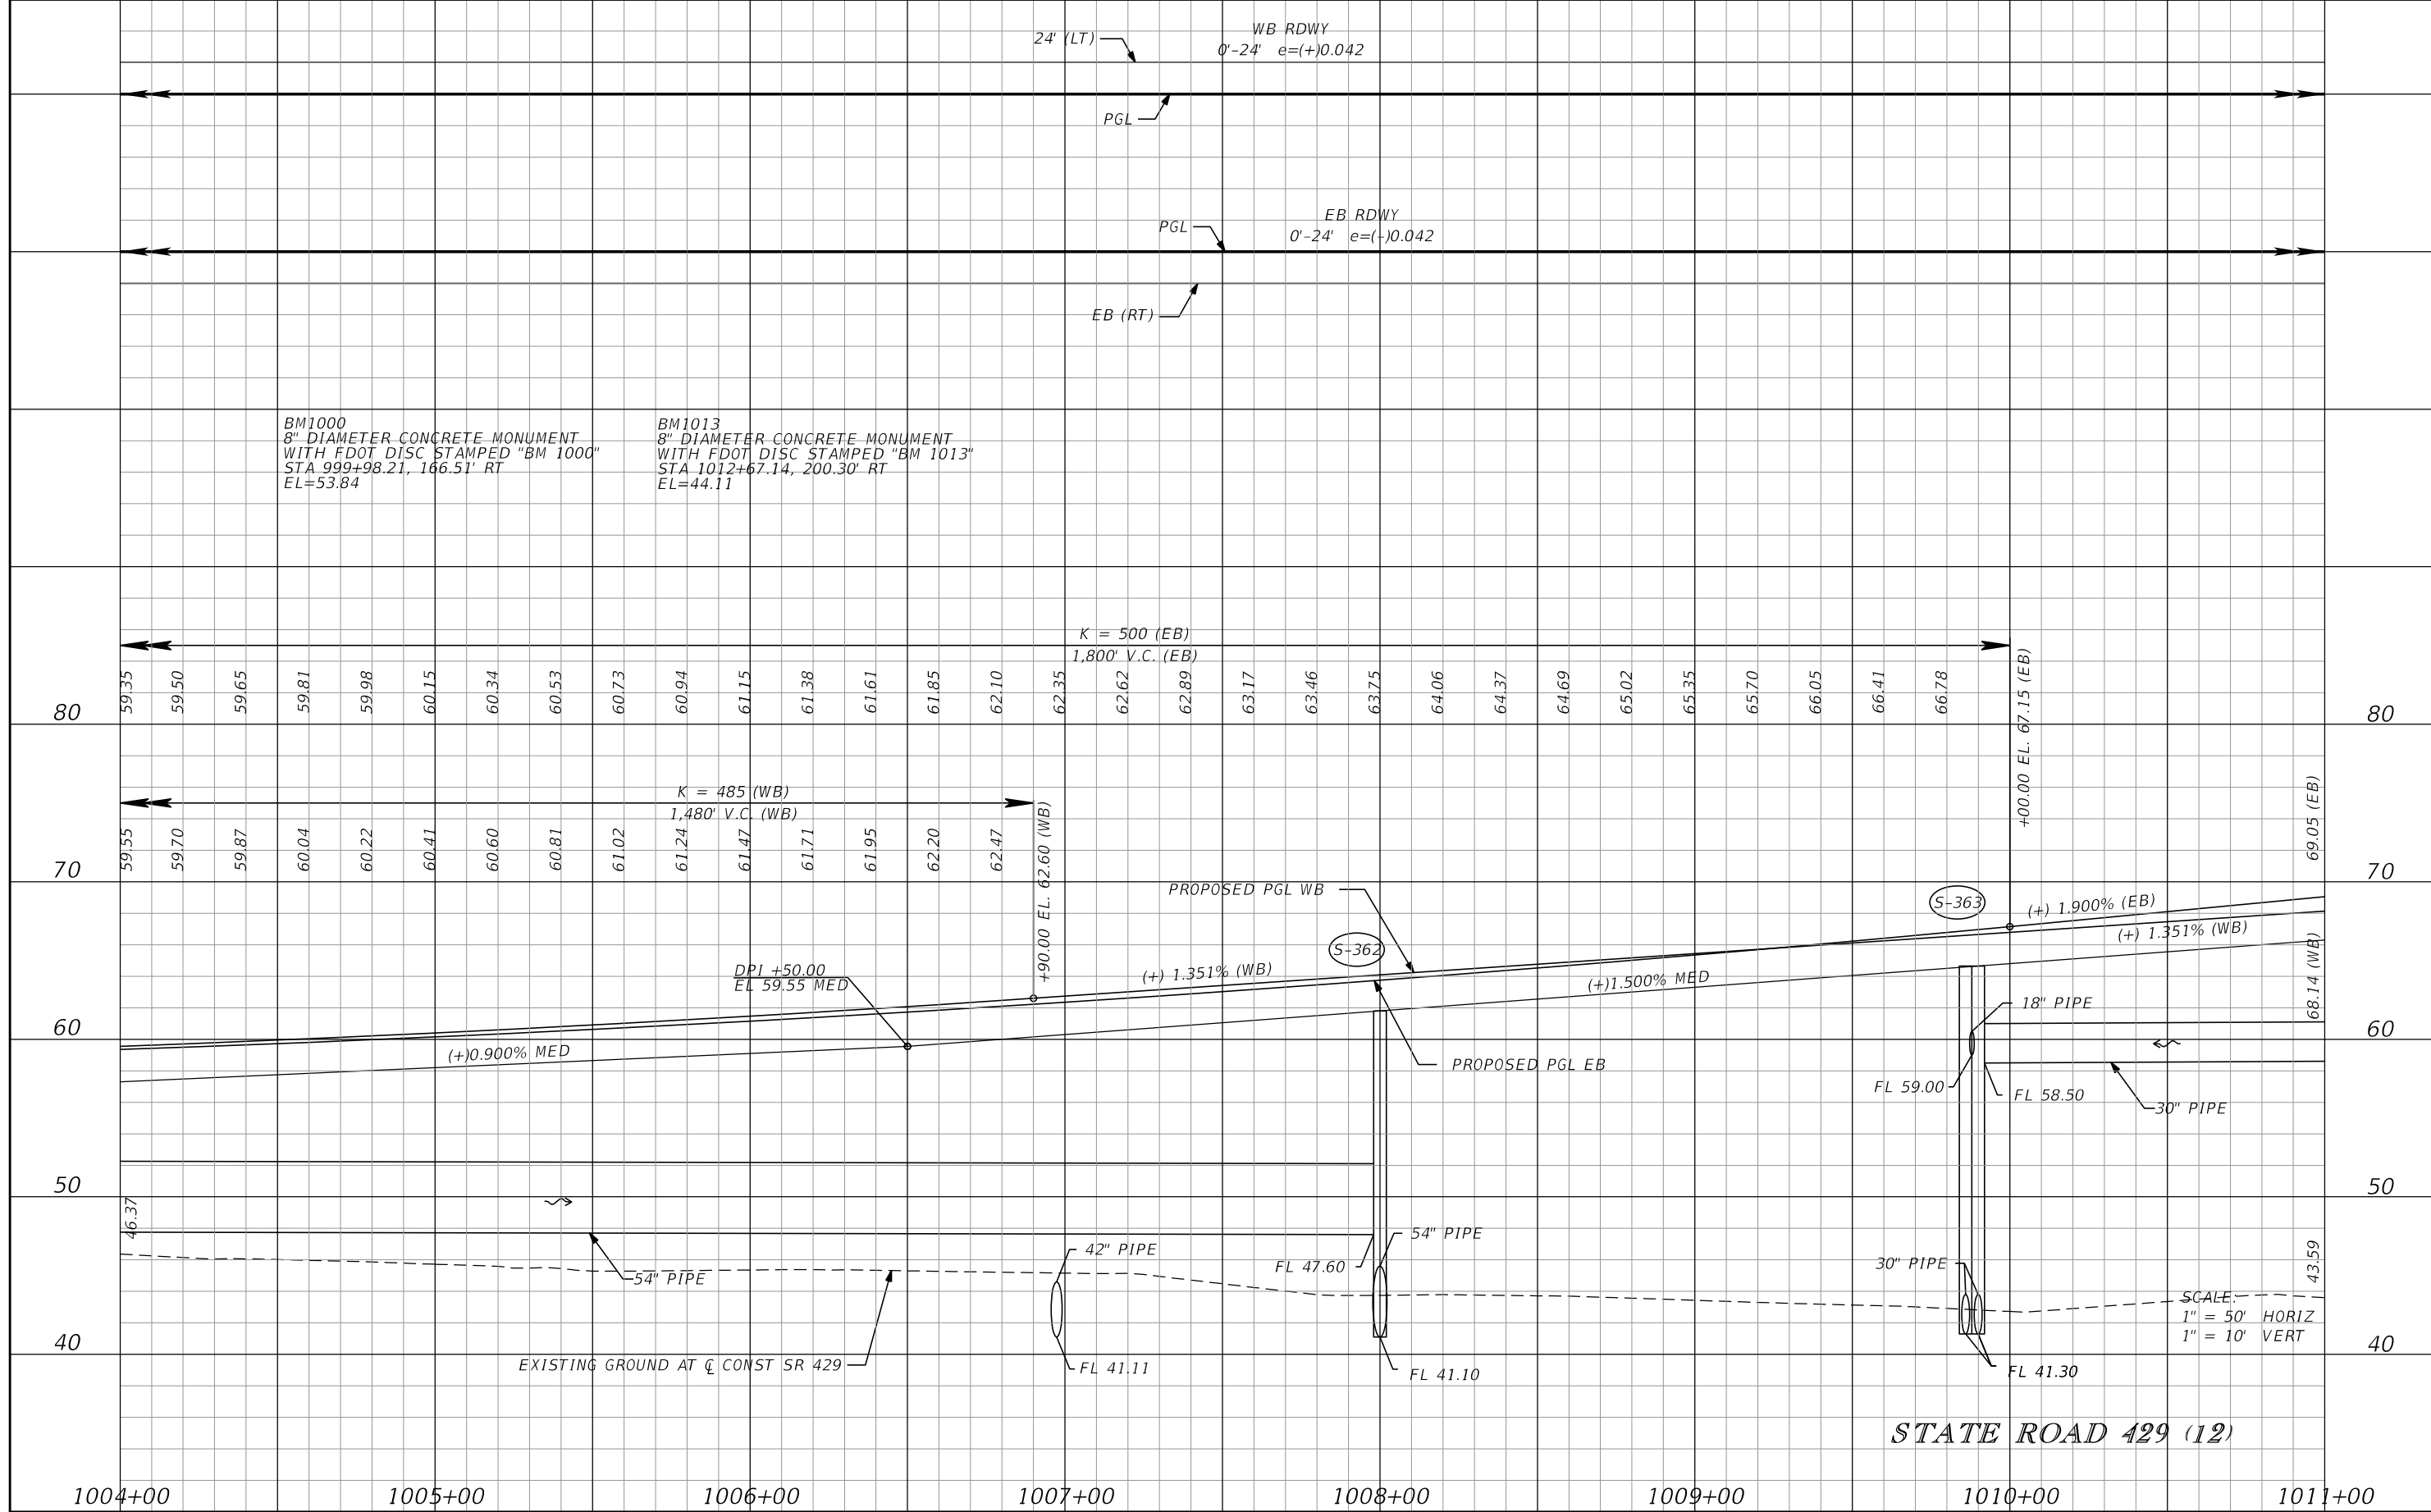 WB RDWY
24' (LT)
0'-24' e=(+)0.042
PGL
EB RDWY
PGL
0'-24' e=(-)0.042
EB (RT)
BM1000
8" DIAMETER CONCRETE MONUMENT
WITH FDOT DISC STAMPED "BM 1000"
STA 999+98.21, 166.51' RT
EL=53.84
BM1013
8" DIAMETER CONCRETE MONUMENT
WITH FDOT DISC STAMPED "BM 1013"
STA 1012+67.14, 200.30' RT
EL=44.11
K = 500 (EB)
1,800' V.C. (EB)
59.35 59.50 59.65 59.81 59.98 60.15 60.34 60.53 60.73 60.94 61.15 61.38 61.61 61.85 62.10 62.35 62.62 62.89 63.17 63.46 63.75 64.06 64.37 64.69 65.02 65.35 65.70 66.05 66.41 66.78
+00.00 EL. 67.15 (EB)
80
80
K = 485 (WB)
1,480' V.C. (WB)
59.55 59.70 59.87 60.04 60.22 60.41 60.60 60.81 61.02 61.24 61.47 61.71 61.95 62.20 62.47
+90.00 EL. 62.60 (WB)
69.05 (EB)
70
70
PROPOSED PGL WB
S-363
(+) 1.900% (EB)
(+) 1.351% (WB)
S-362
DPI +50.00
EL 59.55 MED
(+) 1.351% (WB)
(+)1.500% MED
68.14 (WB)
18" PIPE
60
60
(+)0.900% MED
PROPOSED PGL EB
FL 59.00
FL 58.50
30" PIPE
50
50
46.37
54" PIPE
42" PIPE
54" PIPE
FL 47.60
30" PIPE
43.59
54" PIPE
SCALE:
1" = 50' HORIZ
1" = 10' VERT
40
40
EXISTING GROUND AT ℄ CONST SR 429
FL 41.11
FL 41.10
FL 41.30
STATE ROAD 429 (12)
1004+00 1005+00 1006+00 1007+00 1008+00 1009+00 1010+00 1011+00